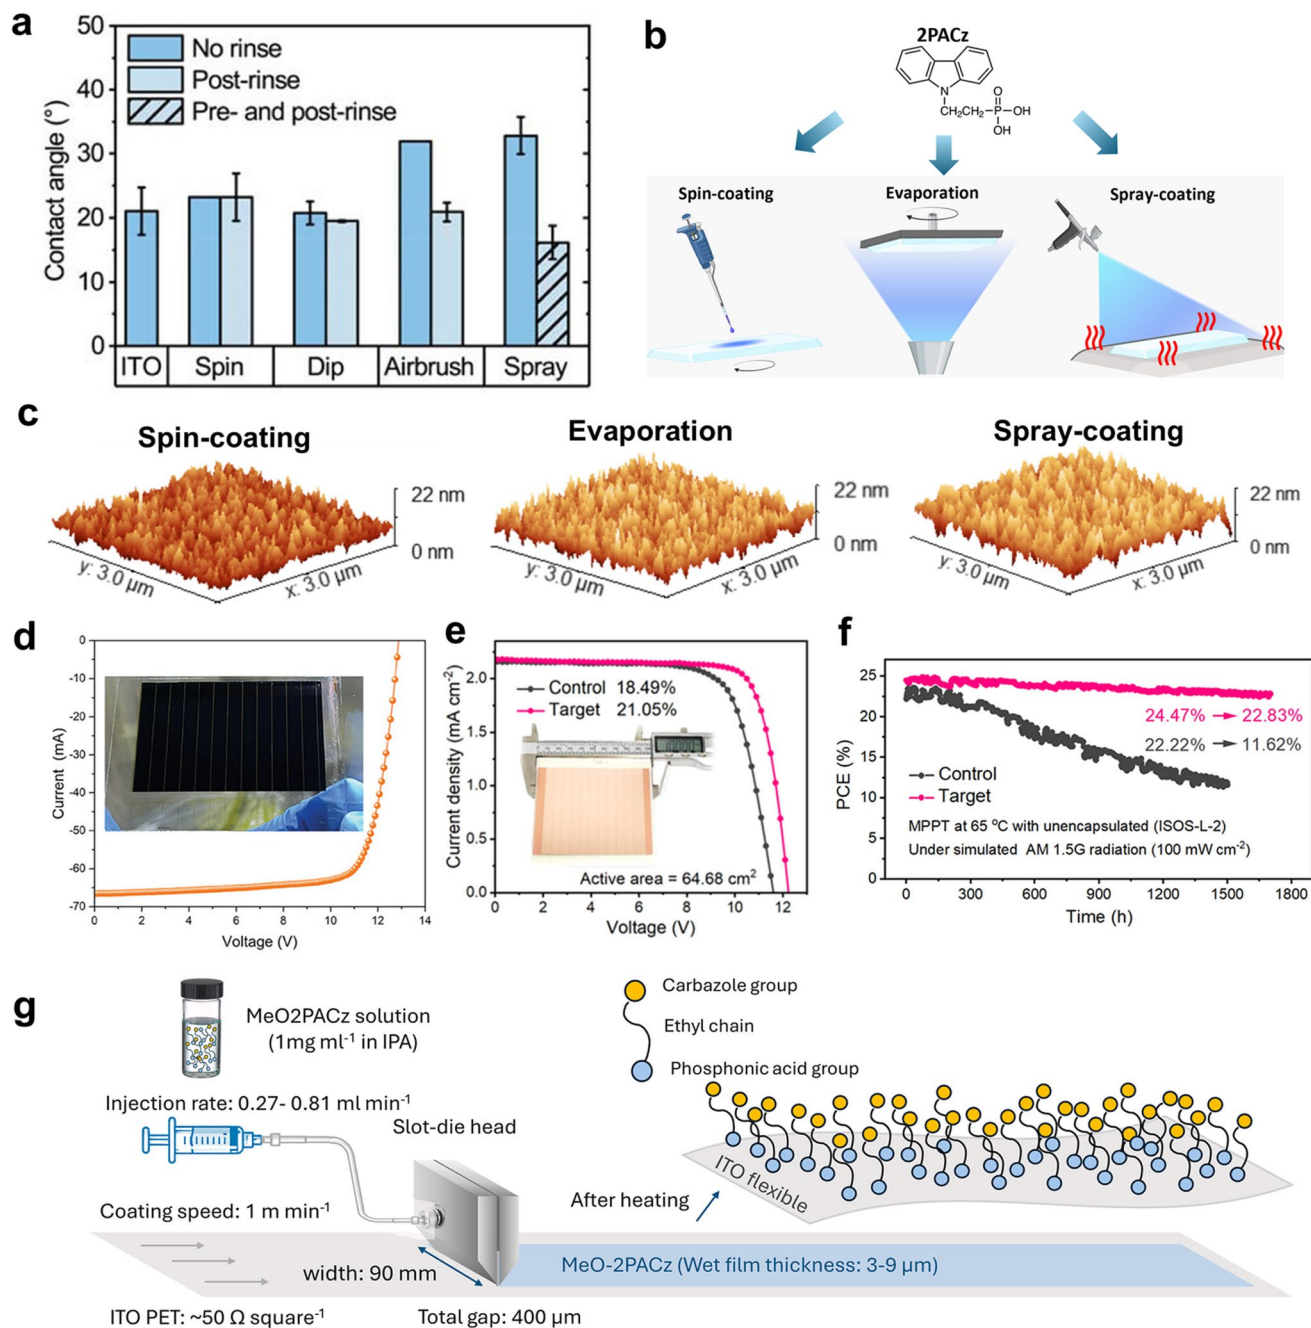 a
50
40
30
20
10
0
Contact angle (°)
No rinse
Post-rinse
Pre- and post-rinse
ITO Spin Dip Airbrush Spray
b
2PACz
N
O
CH₂CH₂-P-OH
OH
Spin-coating
Evaporation
Spray-coating
c
Spin-coating
Evaporation
Spray-coating
22 nm
0 nm
y: 3.0 μm
x: 3.0 μm
22 nm
0 nm
y: 3.0 μm
x: 3.0 μm
22 nm
0 nm
y: 3.0 μm
x: 3.0 μm
d
0
-10
-20
-30
-40
-50
-60
-70
Current (mA)
0 2 4 6 8 10 12 14
Voltage (V)
e
2.0
1.5
1.0
0.5
0.0
Current density (mA cm⁻²)
Control 18.49%
Target 21.05%
Active area = 64.68 cm²
0 2 4 6 8 10 12
Voltage (V)
f
25
23
20
18
15
13
10
8
5
3
0
PCE (%)
24.47% → 22.83%
22.22% → 11.62%
Control
Target
MPPT at 65 °C with unencapsulated (ISOS-L-2)
Under simulated AM 1.5G radiation (100 mW cm⁻²)
0 300 600 900 1200 1500 1800
Time (h)
g
MeO2PACz solution
(1mg ml⁻¹ in IPA)
Injection rate: 0.27- 0.81 ml min⁻¹
Slot-die head
Coating speed: 1 m min⁻¹
width: 90 mm
ITO PET: ~50 Ω square⁻¹
Total gap: 400 μm
MeO-2PACz (Wet film thickness: 3-9 μm)
Carbazole group
Ethyl chain
Phosphonic acid group
After heating
ITO flexible